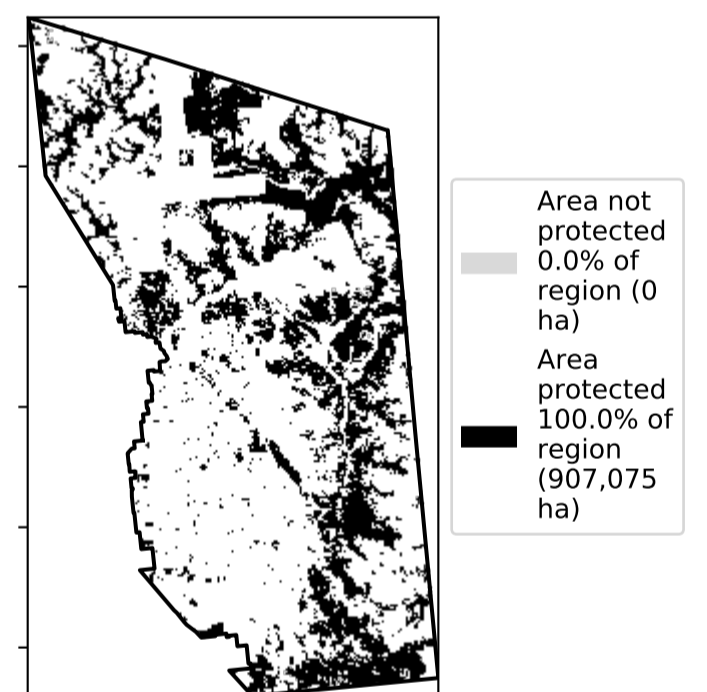 Area not
protected
0.0% of
region (0
ha)
Area
protected
100.0% of
region
(907,075
ha)